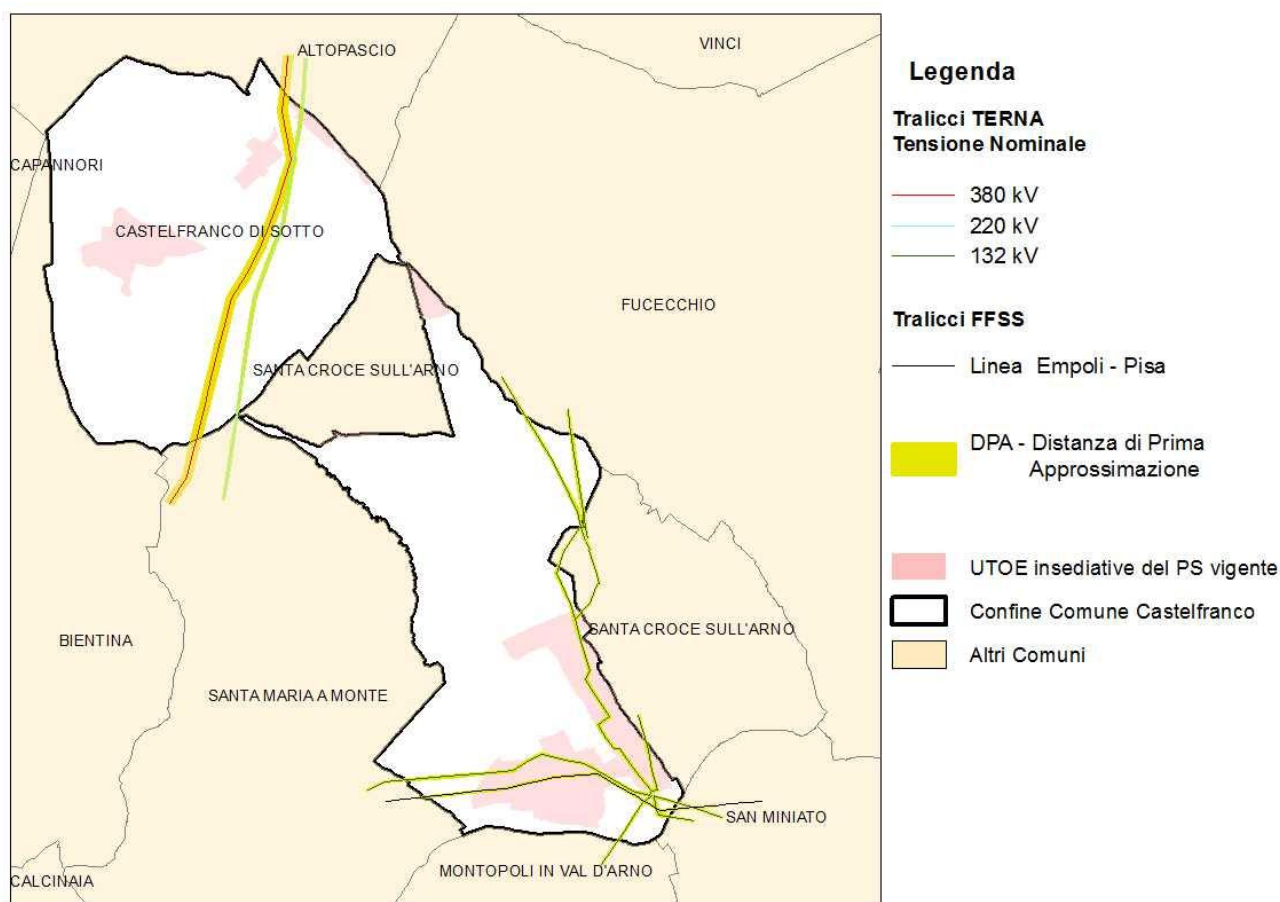 ALTOPASCIO
VINCI
CAPANNORI
CASTELFRANCO DI SOTTO
FUCECCHIO
SANTA CROCE SULL'ARNO
SANTA CROCE SULL'ARNO
BIENTINA
SANTA MARIA A MONTE
SAN MINIATO
MONTOPOLI IN VAL D'ARNO
CALCINAIA
Legenda
Tralicci TERNA
Tensione Nominale
380 kV
220 kV
132 kV
Tralicci FFSS
Linea Empoli - Pisa
DPA - Distanza di Prima
Approssimazione
UTOE insediative del PS vigente
Confine Comune Castelfranco
Altri Comuni